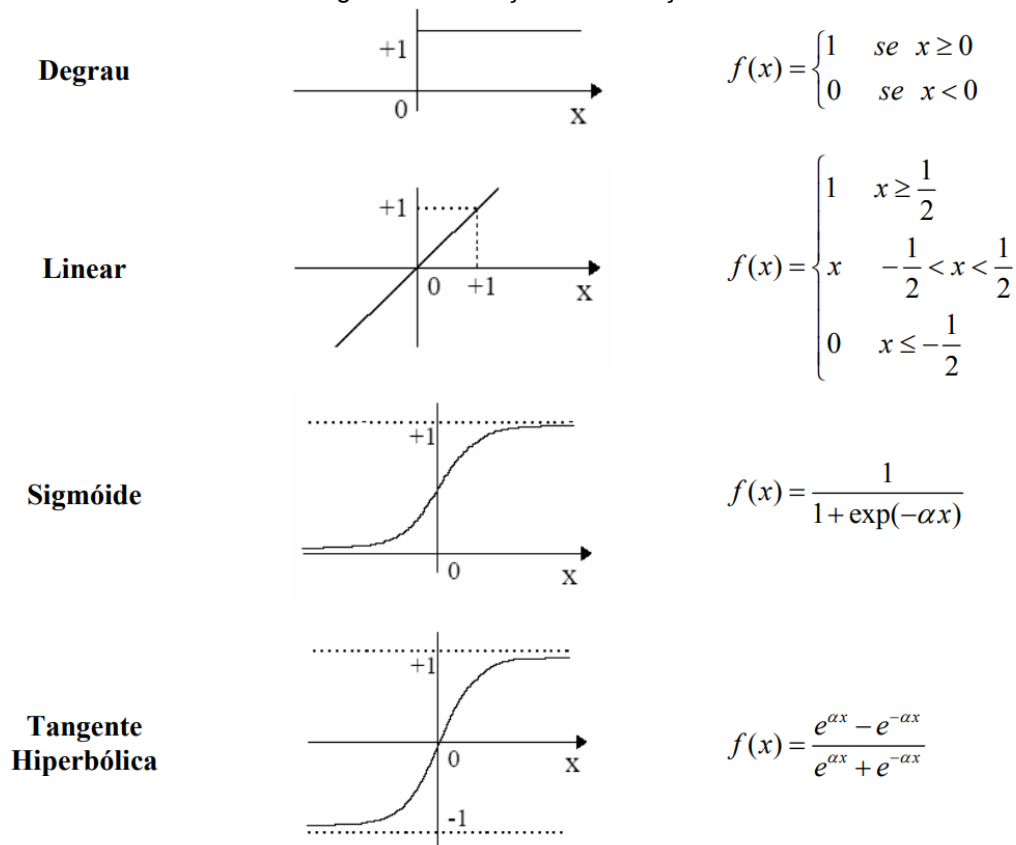 Degrau
+1
0
X
f(x) = {1 se x ≥ 0
0 se x < 0
Linear
+1
0 +1
X
f(x) = {1 x ≥ 1/2
x -1/2 < x < 1/2
0 x ≤ -1/2
Sigmóide
+1
0
X
f(x) = 1/(1+exp(-αx))
Tangente
Hiperbólica
+1
0
X
-1
f(x) = (e^{αx} - e^{-αx})/(e^{αx} + e^{-αx})